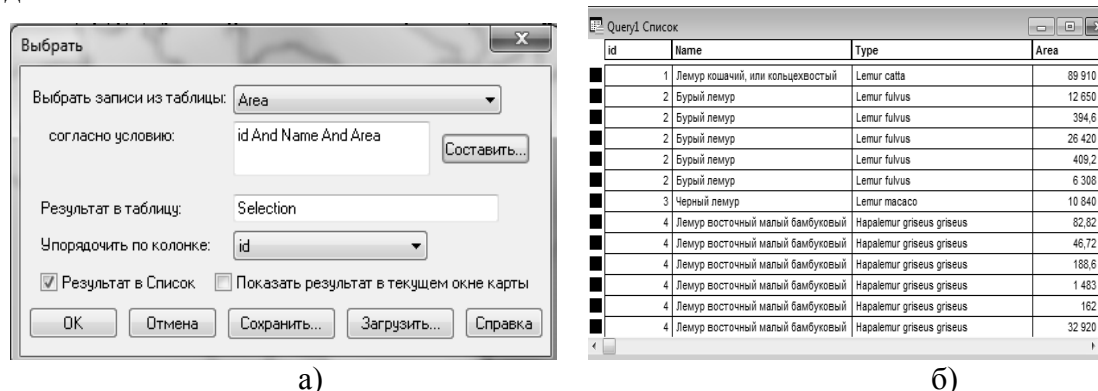 Выбрать
Выбрать записи из таблицы: Area
согласно условию: id And Name And Area
Составить...
Результат в таблицу: Selection
Упорядочить по колонке: id
Результат в Список Показать результат в текущем окне карты
OK Отмена Сохранить... Загрузить... Справка
а)
Query1 Список
id Name Type Area
1 Лемур кошачий, или кольцехвостый Lemur catta 89 910
2 Бурый лемур Lemur fulvus 12 650
2 Бурый лемур Lemur fulvus 394,6
2 Бурый лемур Lemur fulvus 26 420
2 Бурый лемур Lemur fulvus 409,2
2 Бурый лемур Lemur fulvus 6 308
3 Черный лемур Lemur macaco 10 840
4 Лемур восточный малый бамбуковый Hapalemur griseus griseus 82,82
4 Лемур восточный малый бамбуковый Hapalemur griseus griseus 46,72
4 Лемур восточный малый бамбуковый Hapalemur griseus griseus 188,6
4 Лемур восточный малый бамбуковый Hapalemur griseus griseus 1 483
4 Лемур восточный малый бамбуковый Hapalemur griseus griseus 162
4 Лемур восточный малый бамбуковый Hapalemur griseus griseus 32 920
б)